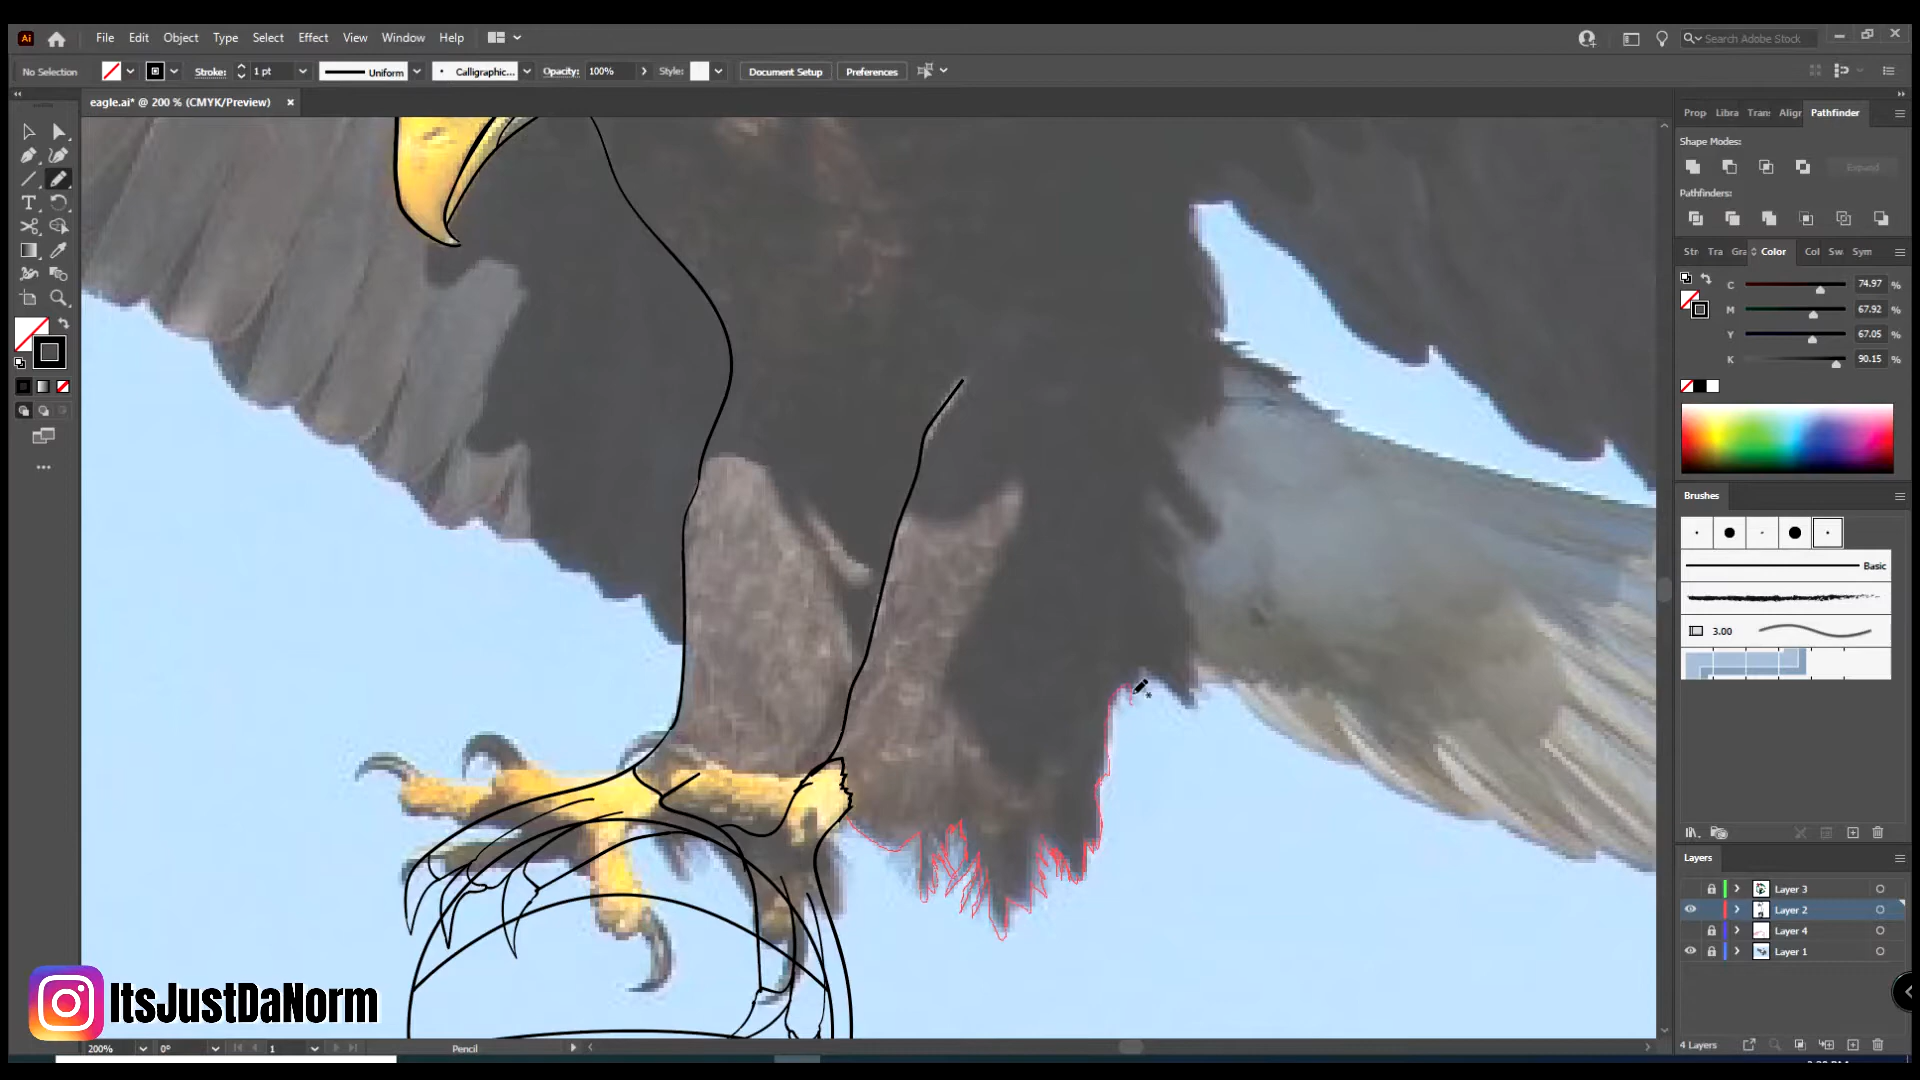 Ai
File Edit Object Type Select Effect View Window Help
Search Adobe Stock
No Selection
Stroke: 1 pt
Uniform
Calligraphic...
Opacity: 100%
Style:
Document Setup
Preferences
eagle.ai* @ 200 % (CMYK/Preview)
Prop Libra Tran Align Pathfinder
Shape Modes:
Expand
Pathfinders:
Str Tra Gra Color Col Swa Sym
C 74.97 %
M 67.92 %
Y 67.05 %
K 90.15 %
Brushes
Basic
3.00
Layers
Layer 3
Layer 2
Layer 4
Layer 1
4 Layers
ItsJustDaNorm
200% 0° 1 Pencil